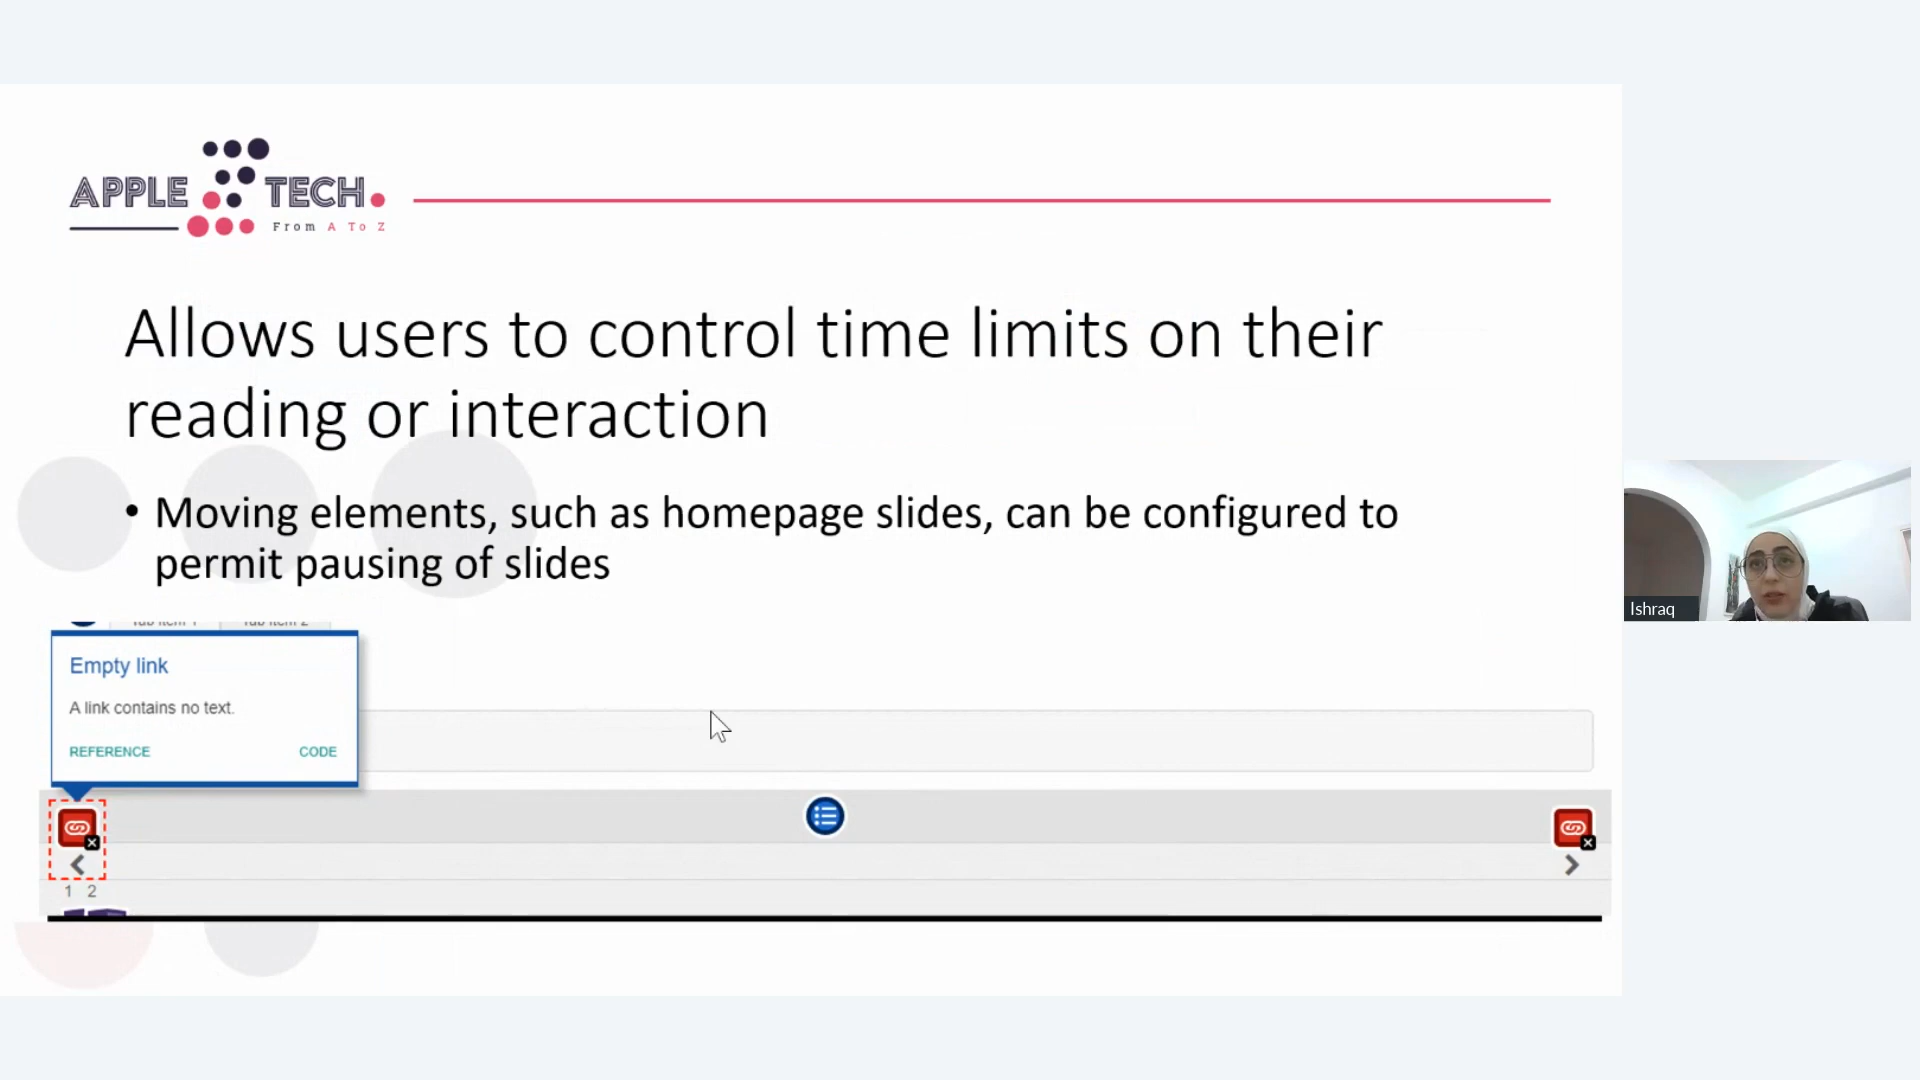 APPLE TECH.
From A To Z
Allows users to control time limits on their
reading or interaction
• Moving elements, such as homepage slides, can be configured to
permit pausing of slides
Tab item 1 Tab item 2
Empty link
A link contains no text.
REFERENCE CODE
1 2
Ishraq